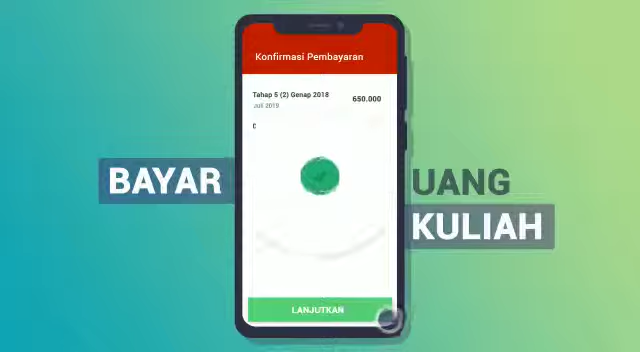 Konfirmasi Pembayaran
Tahap 5 (2) Genap 2018
650.000
Juli 2019
BAYAR
UANG
KULIAH
LANJUTKAN